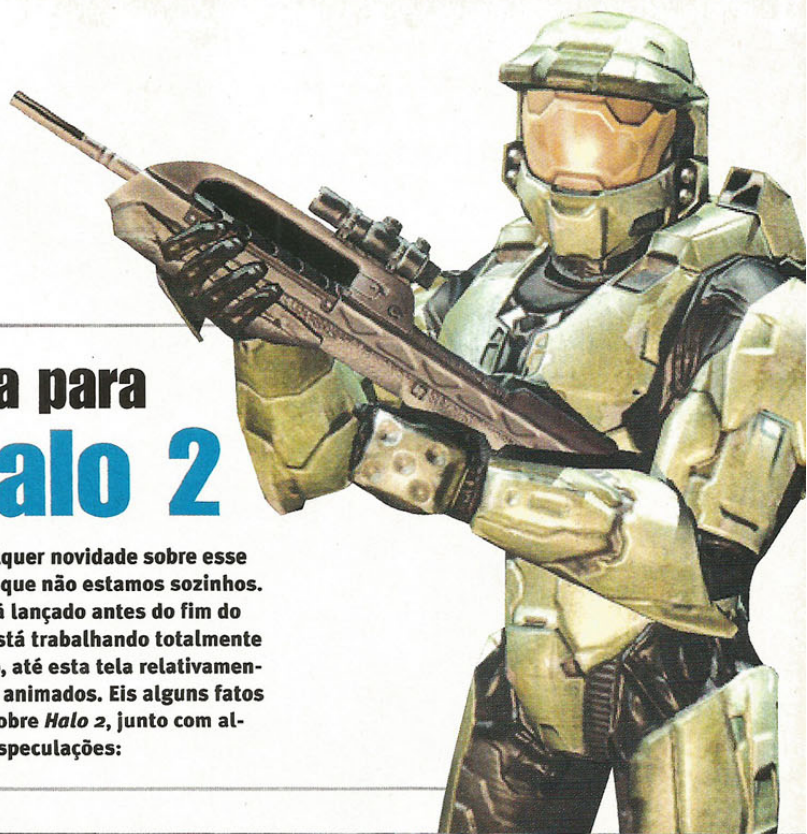 a para
alo 2
quer novidade sobre esse
que não estamos sozinhos.
á lançado antes do fim do
stá trabalhando totalmente
, até esta tela relativamen-
animados. Eis alguns fatos
obre Halo 2, junto com al-
speculações: